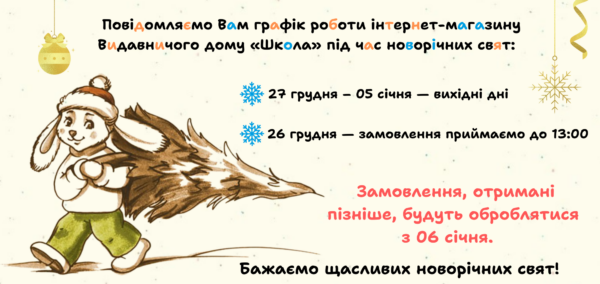 Повідомляємо Вам графік роботи інтернет-магазину
Видавничого дому «Школа» під час новорічних свят:
27 грудня – 05 січня — вихідні дні
26 грудня — замовлення приймаємо до 13:00
Замовлення, отримані
пізніше, будуть оброблятися
з 06 січня.
Бажаємо щасливих новорічних свят!